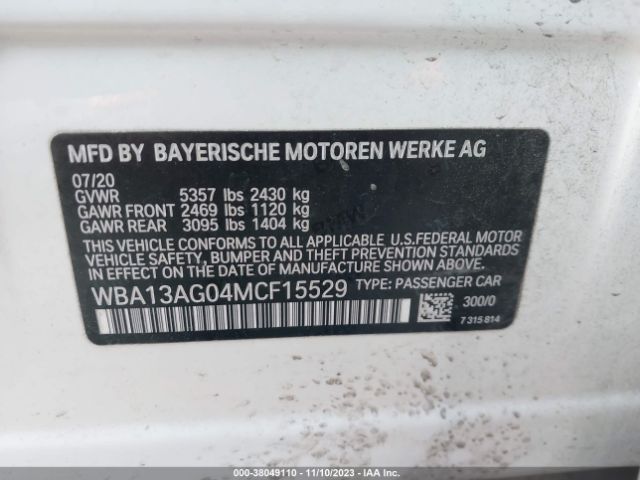 MFD BY BAYERISCHE MOTOREN WERKE AG
07/20
GVWR 5357 lbs 2430 kg
GAWR FRONT 2469 lbs 1120 kg
GAWR REAR 3095 lbs 1404 kg
THIS VEHICLE CONFORMS TO ALL APPLICABLE U.S.FEDERAL MOTOR
VEHICLE SAFETY, BUMPER AND THEFT PREVENTION STANDARDS
IN EFFECT ON THE DATE OF MANUFACTURE SHOWN ABOVE.
WBA13AG04MCF15529 TYPE: PASSENGER CAR
300/0
7 315 814
000-38049110 - 11/10/2023 - IAA Inc.